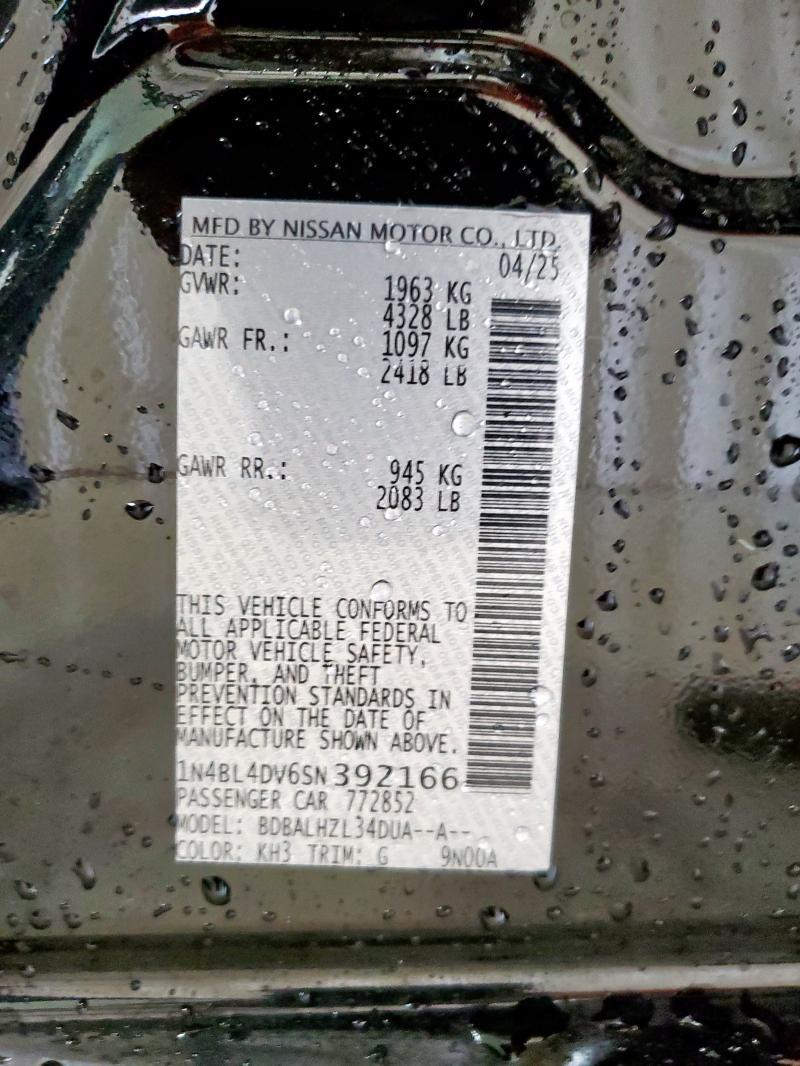 MFD BY NISSAN MOTOR CO., LTD.
DATE: 04/25
GVWR: 1963 KG
4328 LB
GAWR FR.: 1097 KG
2418 LB
GAWR RR.: 945 KG
2083 LB
THIS VEHICLE CONFORMS TO
ALL APPLICABLE FEDERAL
MOTOR VEHICLE SAFETY,
BUMPER, AND THEFT
PREVENTION STANDARDS IN
EFFECT ON THE DATE OF
MANUFACTURE SHOWN ABOVE.
1N4BL4DV6SN392166
PASSENGER CAR 772852
MODEL: BDBALHZL34DUA--A--
COLOR: KH3 TRIM: G 9N00A